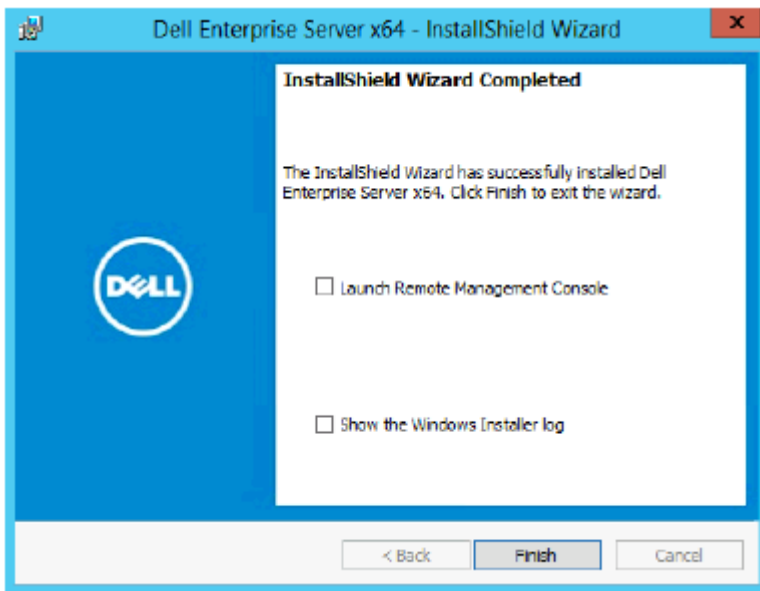 Dell Enterprise Server x64 - InstallShield Wizard
x
InstallShield Wizard Completed
The InstallShield Wizard has successfully installed Dell
Enterprise Server x64. Click Finish to exit the wizard.
DELL
Launch Remote Management Console
Show the Windows Installer log
< Back
Finish
Cancel